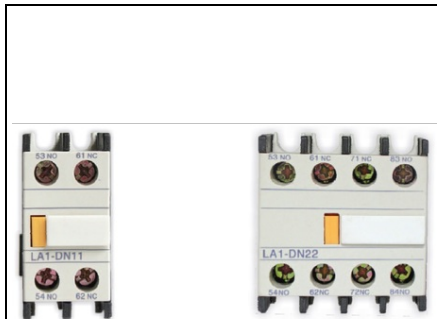 53 NO 61 NC
LA1-DN11
54 NO 62 NC
53 NO 61 NC 71 NC 83 NO
LA1-DN22
54NO 62NC 72NC 84NO